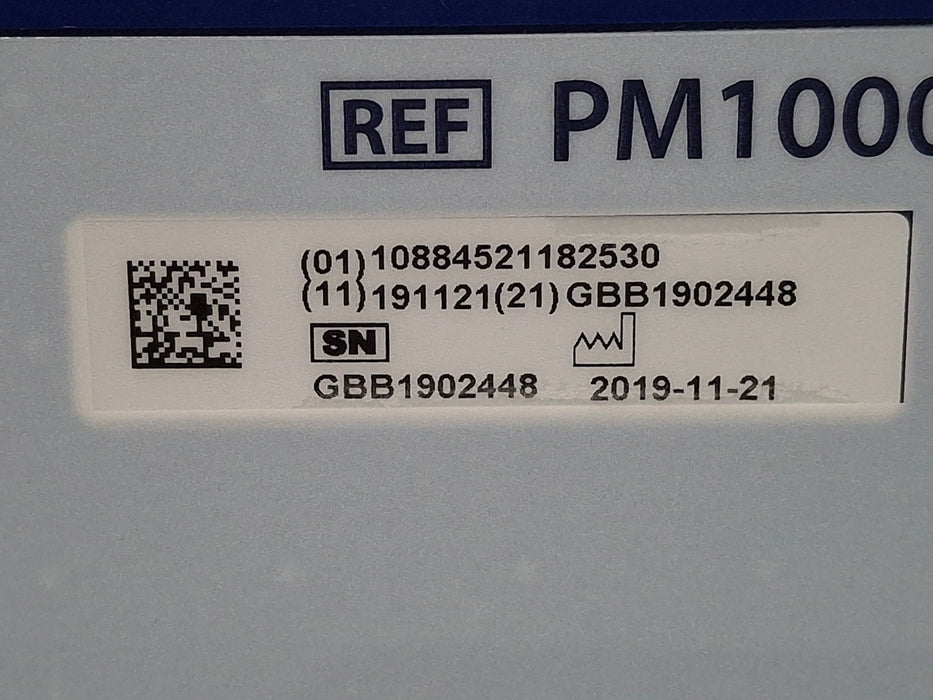 REF PM1000
(01)10884521182530
(11)191121(21)GBB1902448
SN
GBB1902448 2019-11-21